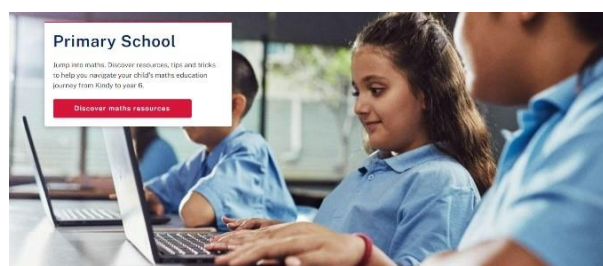 Primary School
Jump into maths. Discover resources, tips and tricks
to help you navigate your child's maths education
journey from Kindy to year 6.
Discover maths resources